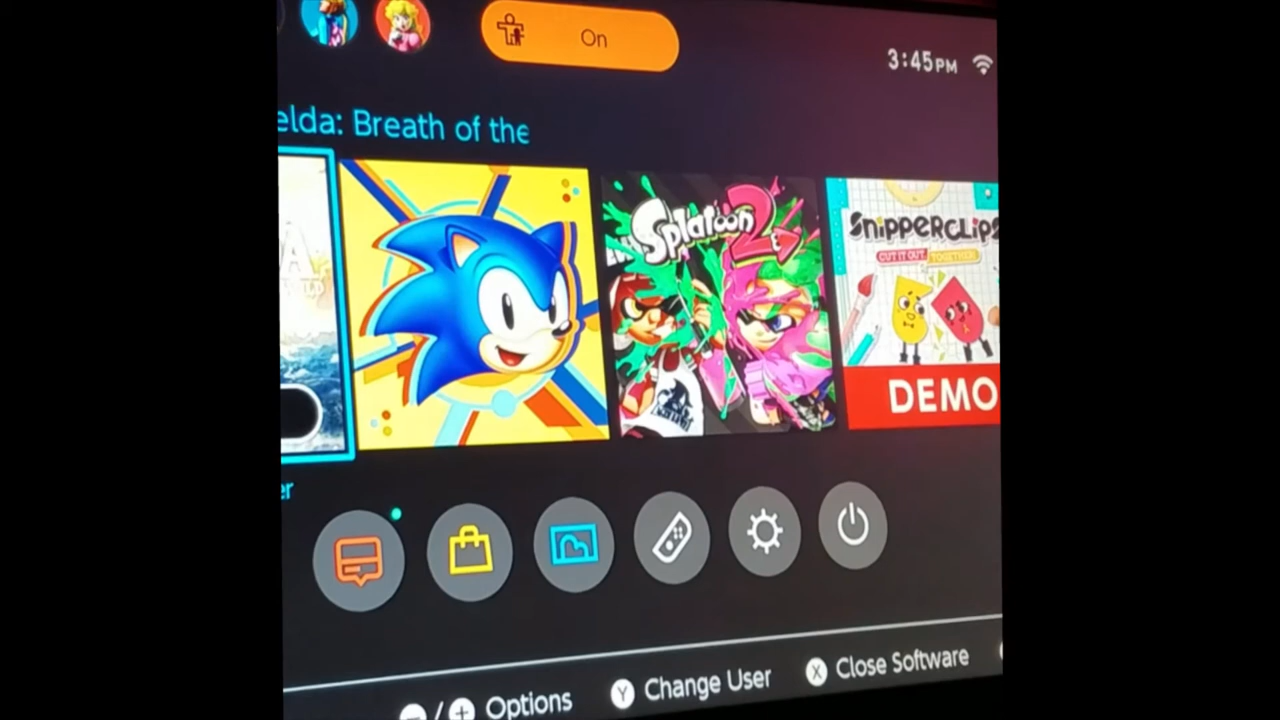 On
3:45PM
elda: Breath of the
Splatoon 2
SNIPPERCLIPS
CUT IT OUT, TOGETHER!
DEMO
er
-/+ Options
Y Change User
X Close Software